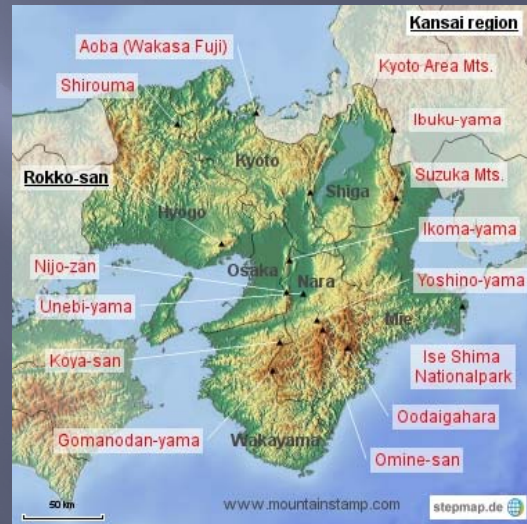 Kansai region
Aoba (Wakasa Fuji)
Kyoto Area Mts.
Shirouma
Ibuku-yama
Kyoto
Rokko-san
Shiga
Suzuka Mts.
Hyogo
Ikoma-yama
Nijo-zan
Osaka
Nara
Yoshino-yama
Unebi-yama
Mie
Koya-san
Ise Shima
Nationalpark
Oodaigahara
Gomanodan-yama
Wakayama
Omine-san
50 km
www.mountainstamp.com
stepmap.de